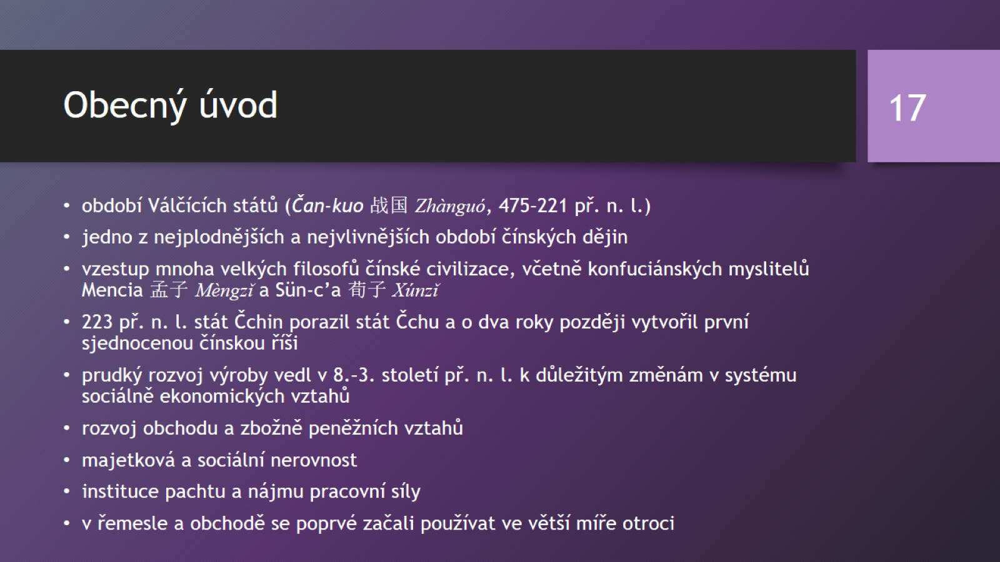 Obecný úvod
17
• období Válčících států (Čan-kuo 战国 Zhànguó, 475–221 př. n. l.)
• jedno z nejplodnějších a nejvlivnějších období čínských dějin
• vzestup mnoha velkých filosofů čínské civilizace, včetně konfuciánských myslitelů
Mencia 孟子 Mèngzǐ a Sün-c’a 荀子 Xúnzǐ
• 223 př. n. l. stát Čchin porazil stát Čchu a o dva roky později vytvořil první
sjednocenou čínskou říši
• prudký rozvoj výroby vedl v 8.–3. století př. n. l. k důležitým změnám v systému
sociálně ekonomických vztahů
• rozvoj obchodu a zbožně peněžních vztahů
• majetková a sociální nerovnost
• instituce pachtu a nájmu pracovní síly
• v řemesle a obchodě se poprvé začali používat ve větší míře otroci